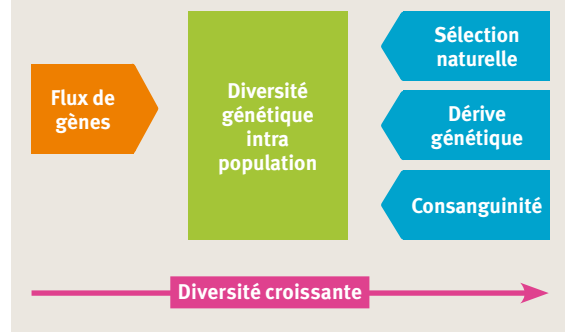 Flux de
gènes
Diversité
génétique
intra
population
Sélection
naturelle
Dérive
génétique
Consanguinité
Diversité croissante